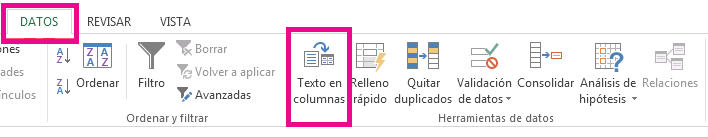 DATOS REVISAR VISTA
ones
ades
ínculos
Ordenar
Filtro
Borrar
Volver a aplicar
Avanzadas
Texto en
columnas
Relleno
rápido
Quitar
duplicados
Validación
de datos
Consolidar
Análisis de
hipótesis
Relaciones
Ordenar y filtrar
Herramientas de datos